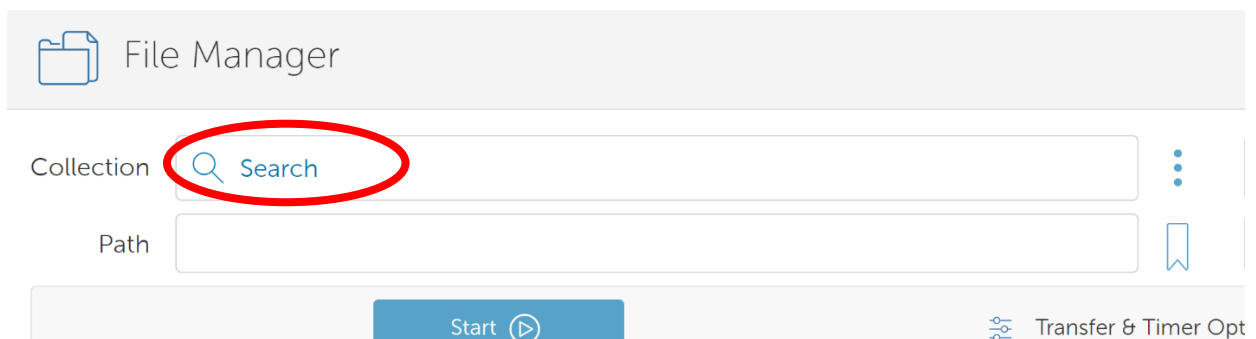 File Manager
Collection Search
Path
Start Transfer & Timer Opt